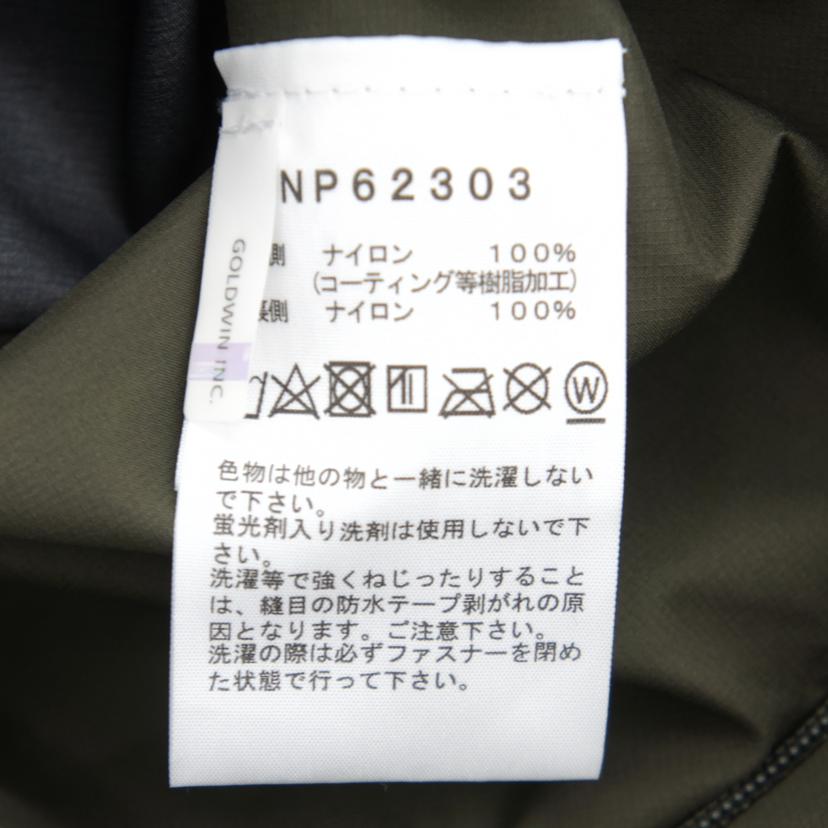 NP62303
側 ナイロン 100%
(コーティング等樹脂加工)
裏側 ナイロン 100%
GOLDWIN INC.
W
色物は他の物と一緒に洗濯しない
で下さい。
蛍光剤入り洗剤は使用しないで下
さい。
洗濯等で強くねじったりすること
は、縫目の防水テープ剥がれの原
因となります。ご注意下さい。
洗濯の際は必ずファスナーを閉め
た状態で行って下さい。